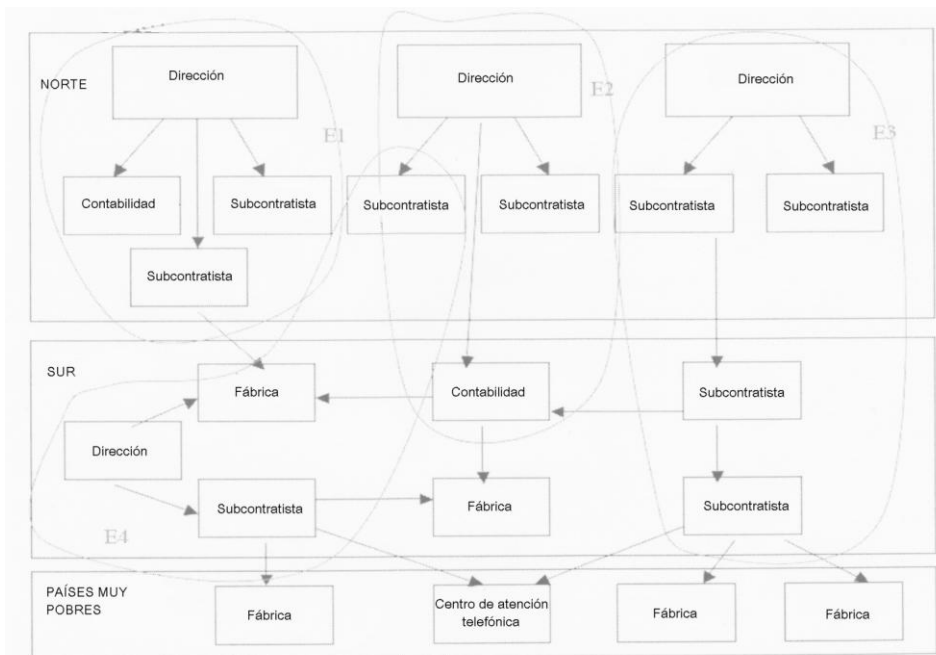 Dirección
Dirección
Dirección
NORTE
E2
E1
E3
Contabilidad
Subcontratista
Subcontratista
Subcontratista
Subcontratista
Subcontratista
Subcontratista
SUR
Fábrica
Contabilidad
Subcontratista
Dirección
Subcontratista
Fábrica
Subcontratista
E4
PAÍSES MUY
POBRES
Fábrica
Centro de atención
telefónica
Fábrica
Fábrica